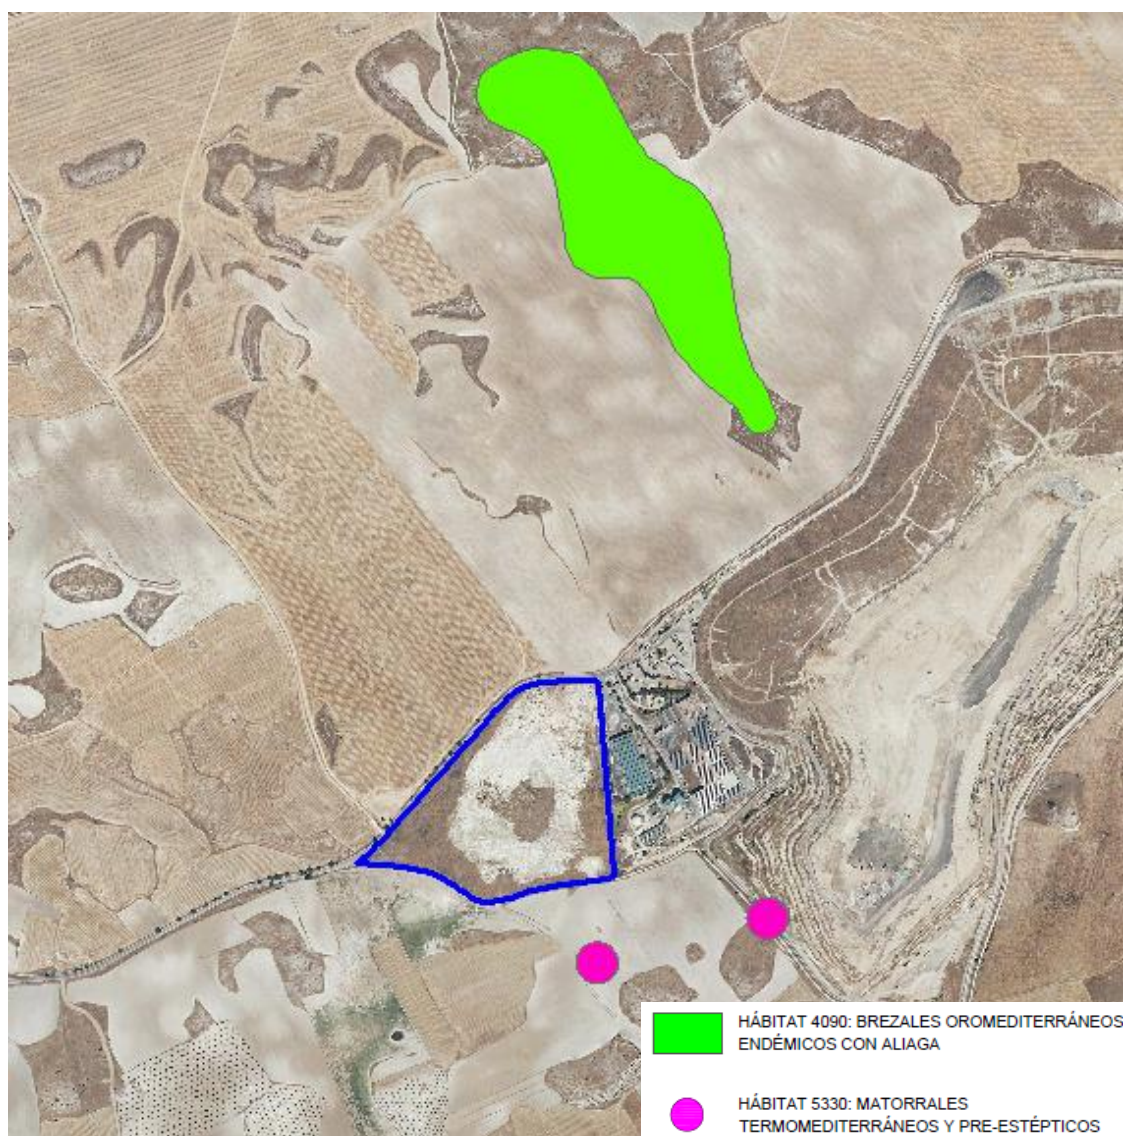 HÁBITAT 4090: BREZALES OROMEDITERRÁNEOS
ENDÉMICOS CON ALIAGA
HÁBITAT 5330: MATORRALES
TERMOMEDITERRÁNEOS Y PRE-ESTÉPTICOS